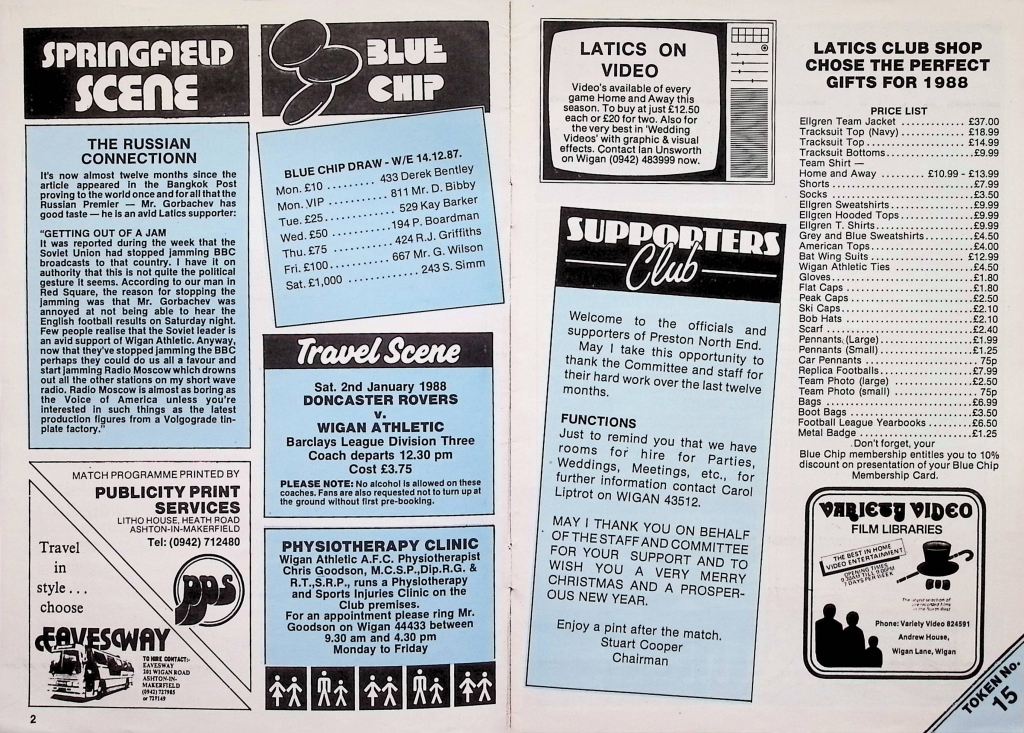 SPRINGFIELD
SCENE
THE RUSSIAN
CONNECTIONN
It's now almost twelve months since the
article appeared in the Bangkok Post
proving to the world once and for all that the
Russian Premier — Mr. Gorbachev has
good taste — he is an avid Latics supporter:
"GETTING OUT OF A JAM
It was reported during the week that the
Soviet Union had stopped jamming BBC
broadcasts to that country. I have it on
authority that this is not quite the political
gesture it seems. According to our man in
Red Square, the reason for stopping the
jamming was that Mr. Gorbachev was
annoyed at not being able to hear the
English football results on Saturday night.
Few people realise that the Soviet leader is
an avid support of Wigan Athletic. Anyway,
now that they've stopped jamming the BBC
perhaps they could do us all a favour and
start jamming Radio Moscow which drowns
out all the other stations on my short wave
radio. Radio Moscow is almost as boring as
the Voice of America unless you're
interested in such things as the latest
production figures from a Volgograde tin-
plate factory."
MATCH PROGRAMME PRINTED BY
PUBLICITY PRINT
SERVICES
LITHO HOUSE, HEATH ROAD
ASHTON-IN-MAKERFIELD
Tel: (0942) 712480
pps
Travel
in
style...
choose
EAVESWAY
TO HIRE CONTACT:-
EAVESWAY
201 WIGAN ROAD
ASHTON-IN-
MAKERFIELD
(0942) 727985
or 727149
2
BLUE
CHIP
BLUE CHIP DRAW - W/E 14.12.87.
Mon. £10 .......... 433 Derek Bentley
Mon. VIP .......... 811 Mr. D. Bibby
Tue. £25 .......... 529 Kay Barker
Wed. £50 .......... 194 P. Boardman
Thu. £75 .......... 424 R.J. Griffiths
Fri. £100 .......... 667 Mr. G. Wilson
Sat. £1,000 .......... 243 S. Simm
Travel Scene
Sat. 2nd January 1988
DONCASTER ROVERS
v.
WIGAN ATHLETIC
Barclays League Division Three
Coach departs 12.30 pm
Cost £3.75
PLEASE NOTE: No alcohol is allowed on these
coaches. Fans are also requested not to turn up at
the ground without first pre-booking.
PHYSIOTHERAPY CLINIC
Wigan Athletic A.F.C. Physiotherapist
Chris Goodson, M.C.S.P.,Dip.R.G. &
R.T.,S.R.P., runs a Physiotherapy
and Sports Injuries Clinic on the
Club premises.
For an appointment please ring Mr.
Goodson on Wigan 44433 between
9.30 am and 4.30 pm
Monday to Friday
LATICS ON
VIDEO
Video's available of every
game Home and Away this
season. To buy at just £12.50
each or £20 for two. Also for
the very best in 'Wedding
Videos' with graphic & visual
effects. Contact Ian Unsworth
on Wigan (0942) 483999 now.
SUPPORTERS
Club
Welcome to the officials and
supporters of Preston North End.
May I take this opportunity to
thank the Committee and staff for
their hard work over the last twelve
months.
FUNCTIONS
Just to remind you that we have
rooms for hire for Parties,
Weddings, Meetings, etc., for
further information contact Carol
Liptrot on WIGAN 43512.
MAY I THANK YOU ON BEHALF
OF THE STAFF AND COMMITTEE
FOR YOUR SUPPORT AND TO
WISH YOU A VERY MERRY
CHRISTMAS AND A PROSPER-
OUS NEW YEAR.
Enjoy a pint after the match.
Stuart Cooper
Chairman
LATICS CLUB SHOP
CHOSE THE PERFECT
GIFTS FOR 1988
PRICE LIST
Ellgren Team Jacket .......... £37.00
Tracksuit Top (Navy) .......... £18.99
Tracksuit Top .......... £14.99
Tracksuit Bottoms .......... £9.99
Team Shirt —
Home and Away .......... £10.99 - £13.99
Shorts .......... £7.99
Socks .......... £3.50
Ellgren Sweatshirts .......... £9.99
Ellgren Hooded Tops .......... £9.99
Ellgren T. Shirts .......... £9.99
Grey and Blue Sweatshirts .......... £4.50
American Tops .......... £4.00
Bat Wing Suits .......... £12.99
Wigan Athletic Ties .......... £4.50
Gloves .......... £1.80
Flat Caps .......... £1.80
Peak Caps .......... £2.50
Ski Caps .......... £2.10
Bob Hats .......... £2.10
Scarf .......... £2.40
Pennants (Large) .......... £1.99
Pennants (Small) .......... £1.25
Car Pennants .......... 75p
Replica Footballs .......... £7.99
Team Photo (large) .......... £2.50
Team Photo (small) .......... 75p
Bags .......... £6.99
Boot Bags .......... £3.50
Football League Yearbooks .......... £6.50
Metal Badge .......... £1.25
Don't forget, your
Blue Chip membership entitles you to 10%
discount on presentation of your Blue Chip
Membership Card.
VARIETY VIDEO
FILM LIBRARIES
THE BEST IN HOME
VIDEO ENTERTAINMENT
OPENING TIMES
7 DAYS PER WEEK
The largest selection of
pre-recorded films
in the North West
Phone: Variety Video 824591
Andrew House,
Wigan Lane, Wigan
TOKEN No.
15